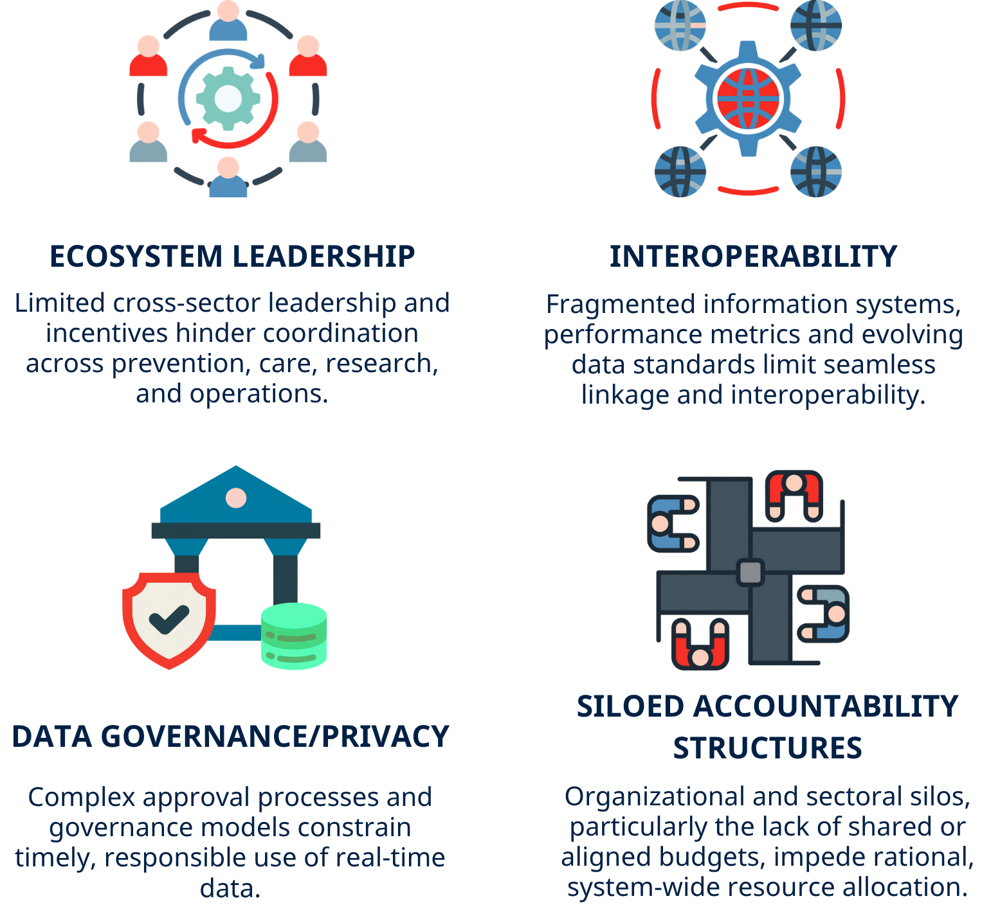 ECOSYSTEM LEADERSHIP
Limited cross-sector leadership and
incentives hinder coordination
across prevention, care, research,
and operations.
INTEROPERABILITY
Fragmented information systems,
performance metrics and evolving
data standards limit seamless
linkage and interoperability.
DATA GOVERNANCE/PRIVACY
Complex approval processes and
governance models constrain
timely, responsible use of real-time
data.
SILOED ACCOUNTABILITY
STRUCTURES
Organizational and sectoral silos,
particularly the lack of shared or
aligned budgets, impede rational,
system-wide resource allocation.